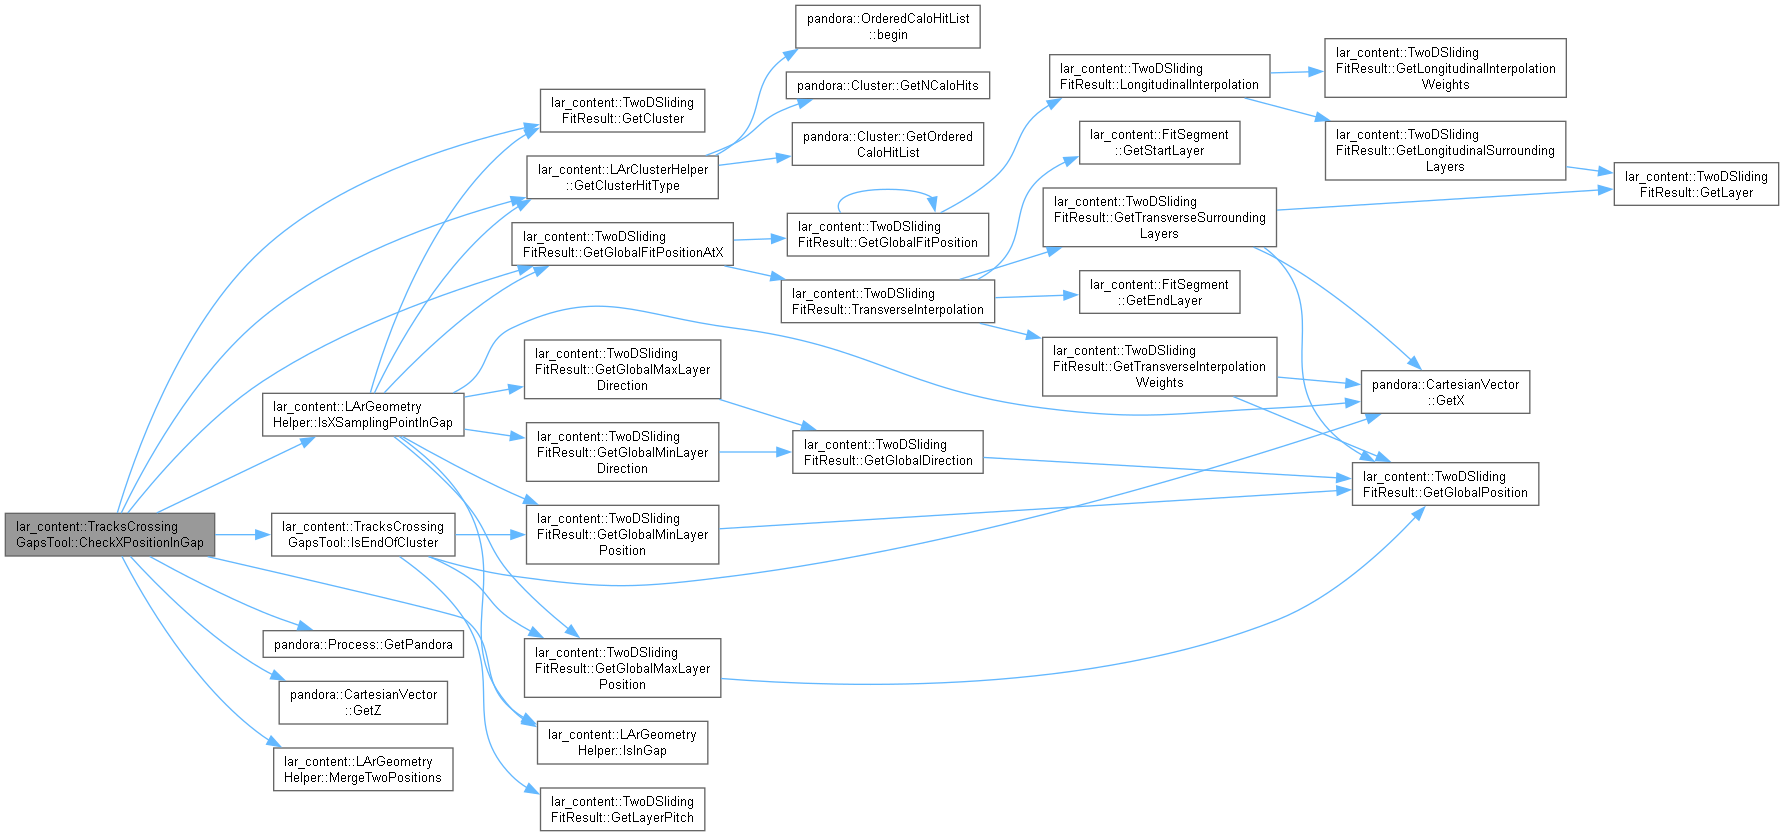 lar_content::TracksCrossing
GapsTool::CheckXPositionInGap
lar_content::LArGeometry
Helper::IsXSamplingPointInGap
lar_content::TracksCrossing
GapsTool::IsEndOfCluster
pandora::Process::GetPandora
pandora::CartesianVector
::GetZ
lar_content::LArGeometry
Helper::MergeTwoPositions
lar_content::TwoDSliding
FitResult::GetCluster
lar_content::LArClusterHelper
::GetClusterHitType
lar_content::TwoDSliding
FitResult::GetGlobalFitPositionAtX
lar_content::TwoDSliding
FitResult::GetGlobalMaxLayer
Direction
lar_content::TwoDSliding
FitResult::GetGlobalMinLayer
Direction
lar_content::TwoDSliding
FitResult::GetGlobalMinLayer
Position
lar_content::TwoDSliding
FitResult::GetGlobalMaxLayer
Position
lar_content::LArGeometry
Helper::IsInGap
lar_content::TwoDSliding
FitResult::GetLayerPitch
pandora::OrderedCaloHitList
::begin
pandora::Cluster::GetNCaloHits
pandora::Cluster::GetOrdered
CaloHitList
lar_content::TwoDSliding
FitResult::GetGlobalFitPosition
lar_content::TwoDSliding
FitResult::TransverseInterpolation
lar_content::TwoDSliding
FitResult::GetGlobalDirection
lar_content::TwoDSliding
FitResult::LongitudinalInterpolation
lar_content::FitSegment
::GetStartLayer
lar_content::TwoDSliding
FitResult::GetTransverseSurrounding
Layers
lar_content::FitSegment
::GetEndLayer
lar_content::TwoDSliding
FitResult::GetTransverseInterpolation
Weights
lar_content::TwoDSliding
FitResult::GetLongitudinalInterpolation
Weights
lar_content::TwoDSliding
FitResult::GetLongitudinalSurrounding
Layers
pandora::CartesianVector
::GetX
lar_content::TwoDSliding
FitResult::GetGlobalPosition
lar_content::TwoDSliding
FitResult::GetLayer